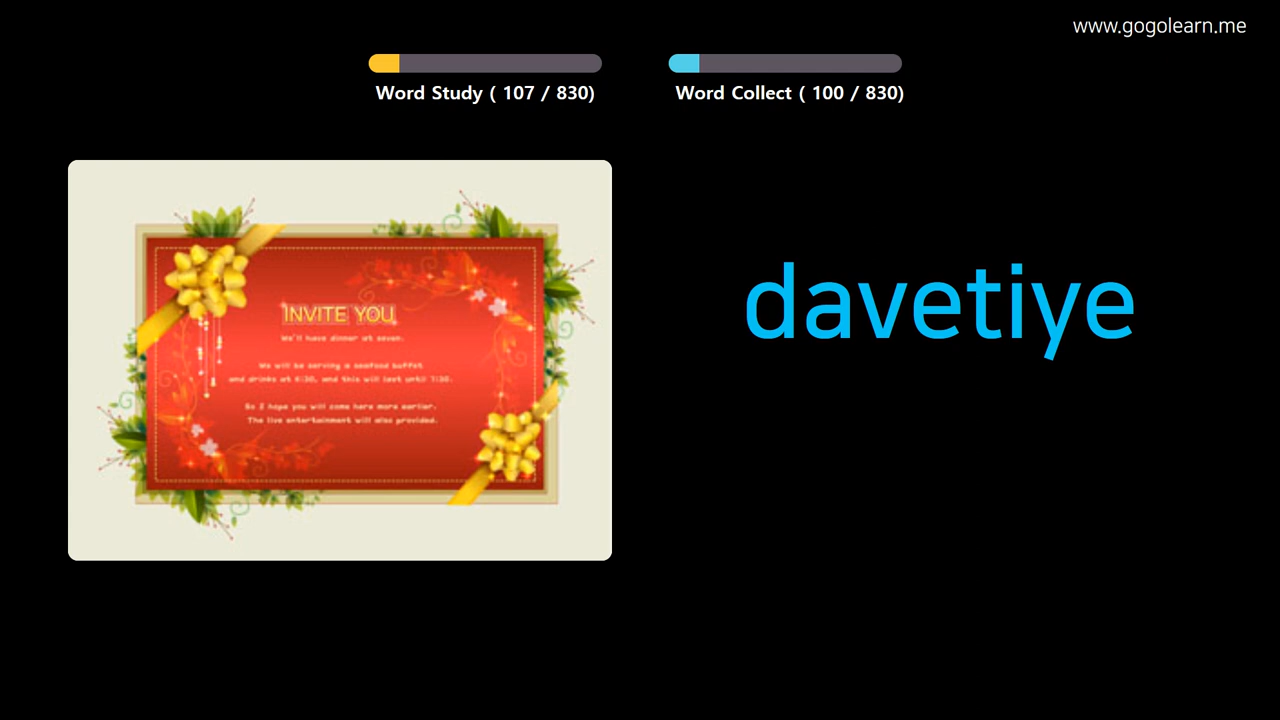 www.gogolearn.me
Word Study ( 107 / 830)
Word Collect ( 100 / 830)
INVITE YOU
We'll have dinner at seven.
We will be serving a seafood buffet
and drinks at 6:30, and this will last until 7:30.
So I hope you will come here more earlier.
The live entertainment will also provided.
davetiye